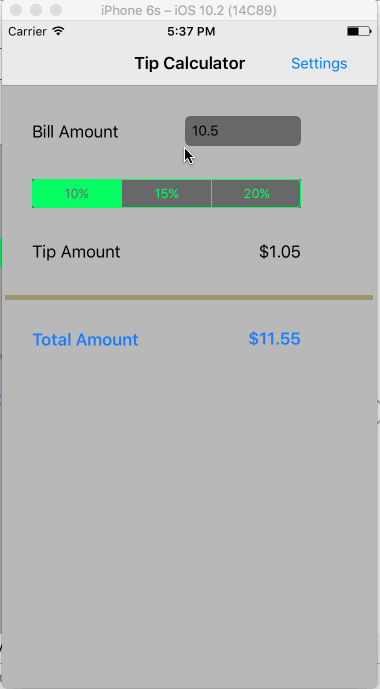 iPhone 6s – iOS 10.2 (14C89)
Carrier 5:37 PM
Tip Calculator Settings
Bill Amount 10.5
10% 15% 20%
Tip Amount $1.05
Total Amount $11.55